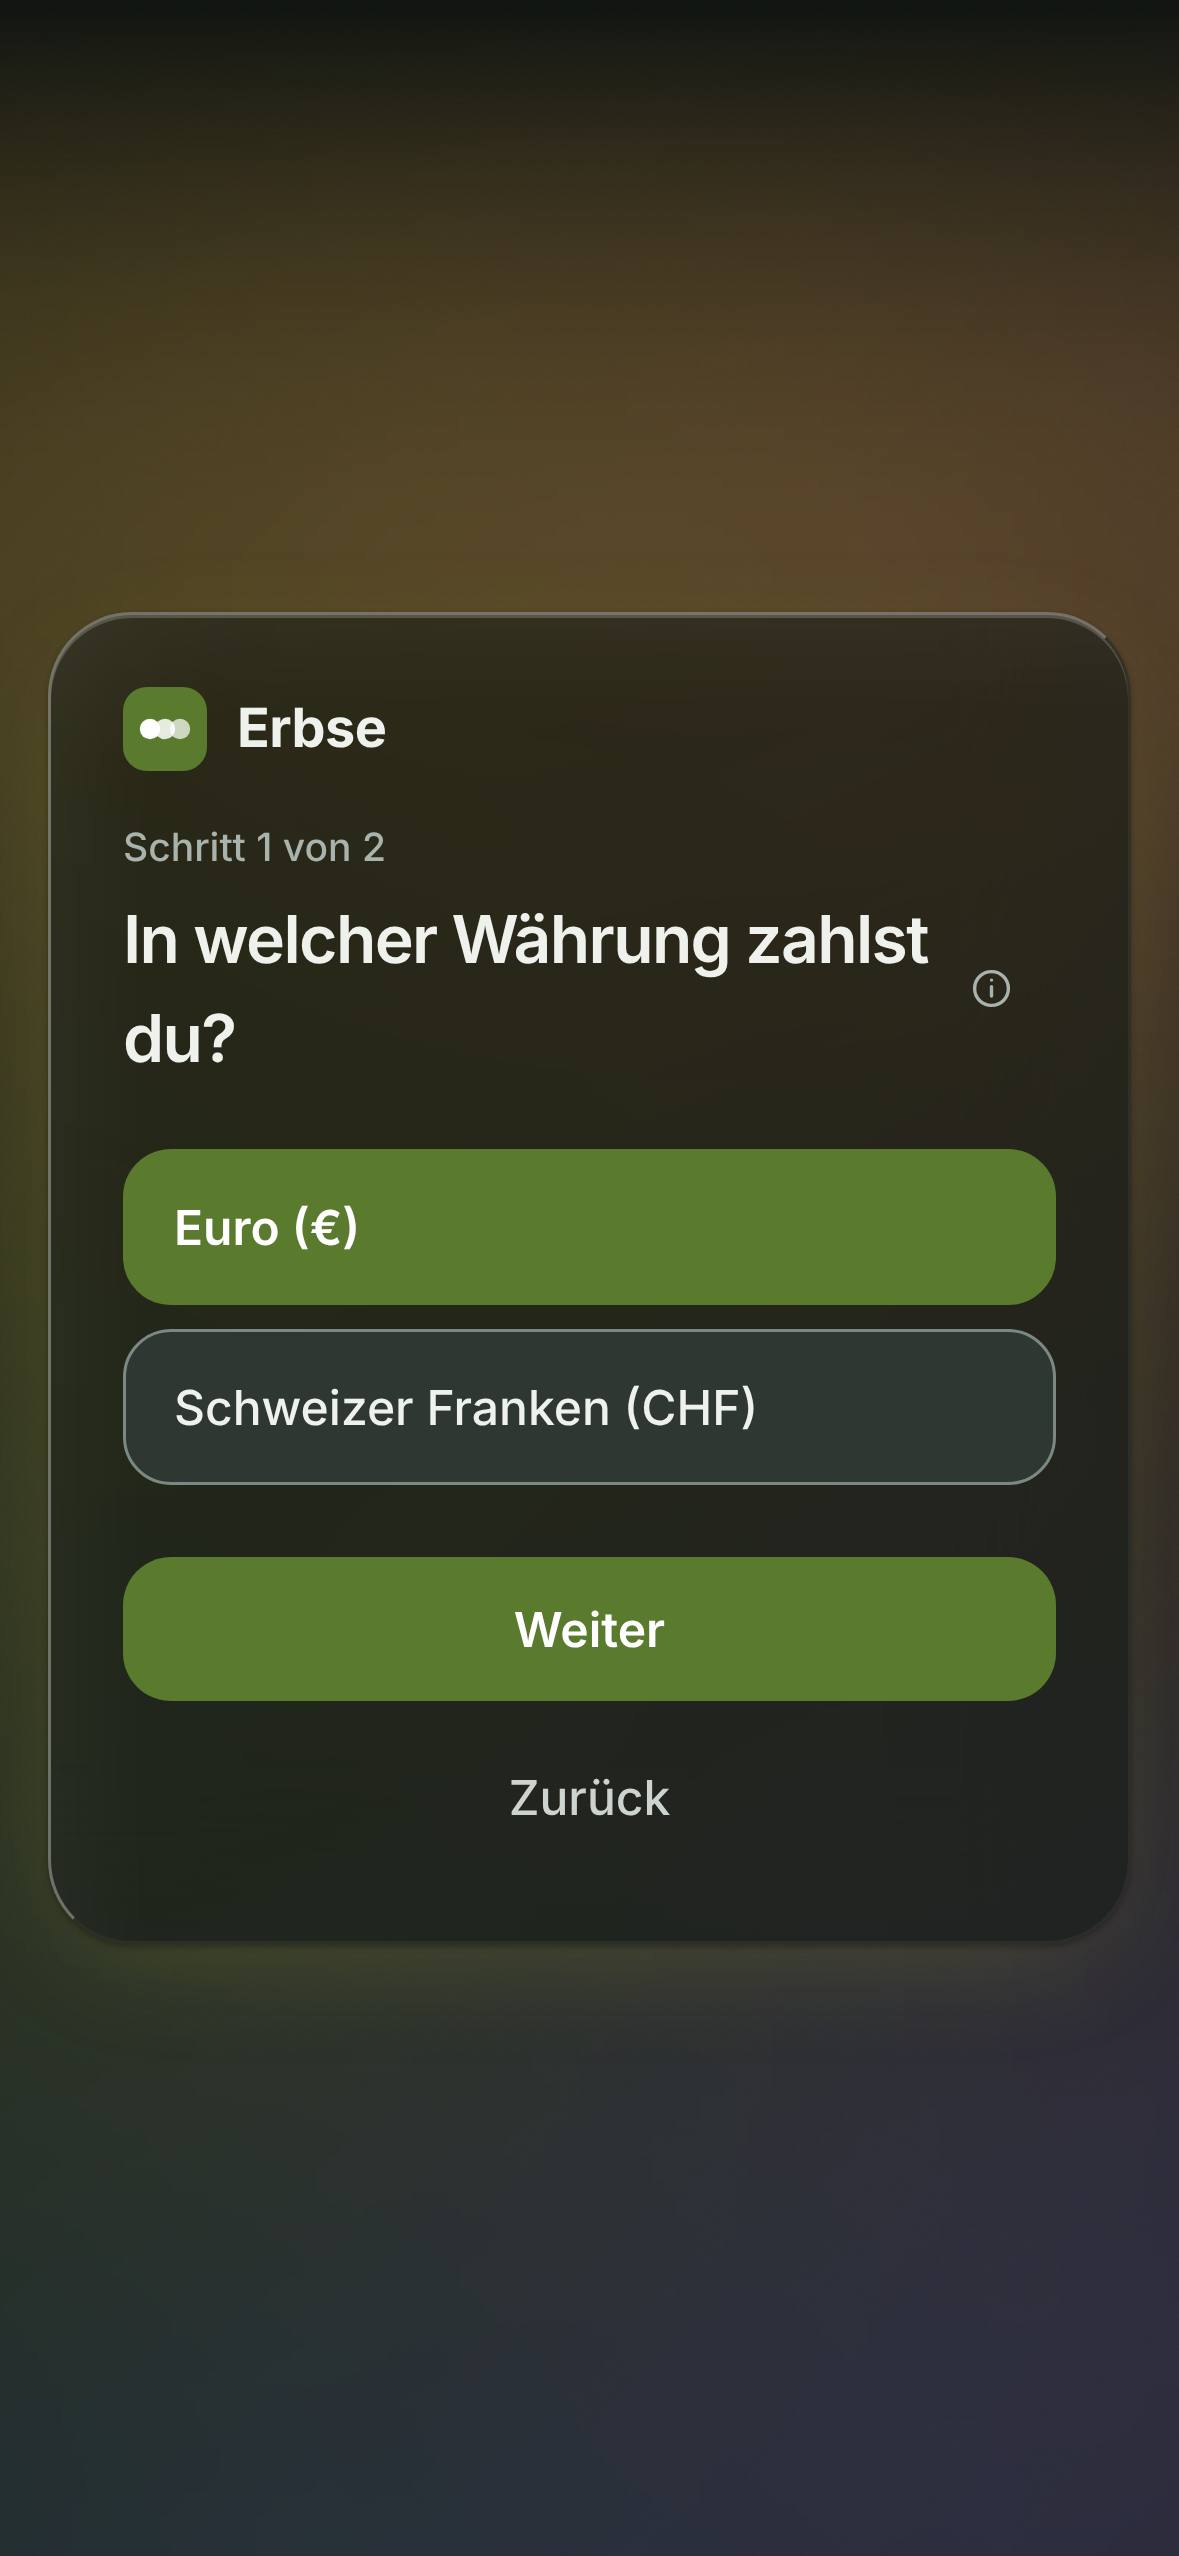 Erbse
Schritt 1 von 2
In welcher Währung zahlst
du?
Euro (€)
Schweizer Franken (CHF)
Weiter
Zurück